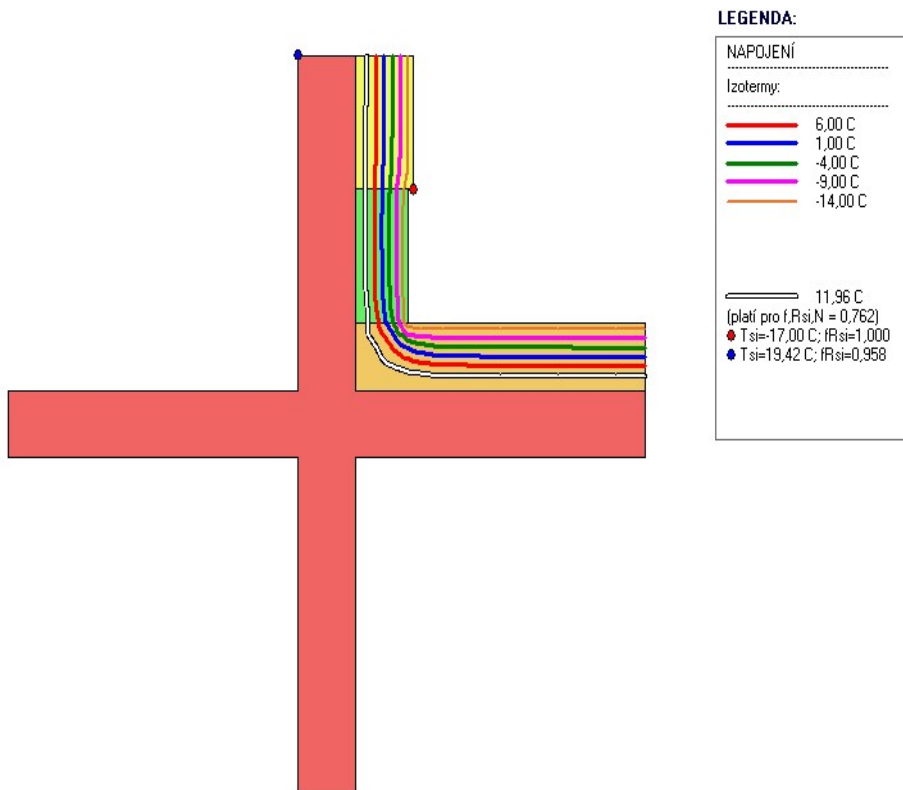 LEGENDA:
NAPOJENÍ
Izotermy:
6,00 C
1,00 C
-4,00 C
-9,00 C
-14,00 C
11,96 C
(platí pro f,Rsi,N = 0,762)
Tsi=-17,00 C; fRsi=1,000
Tsi=19,42 C; fRsi=0,958